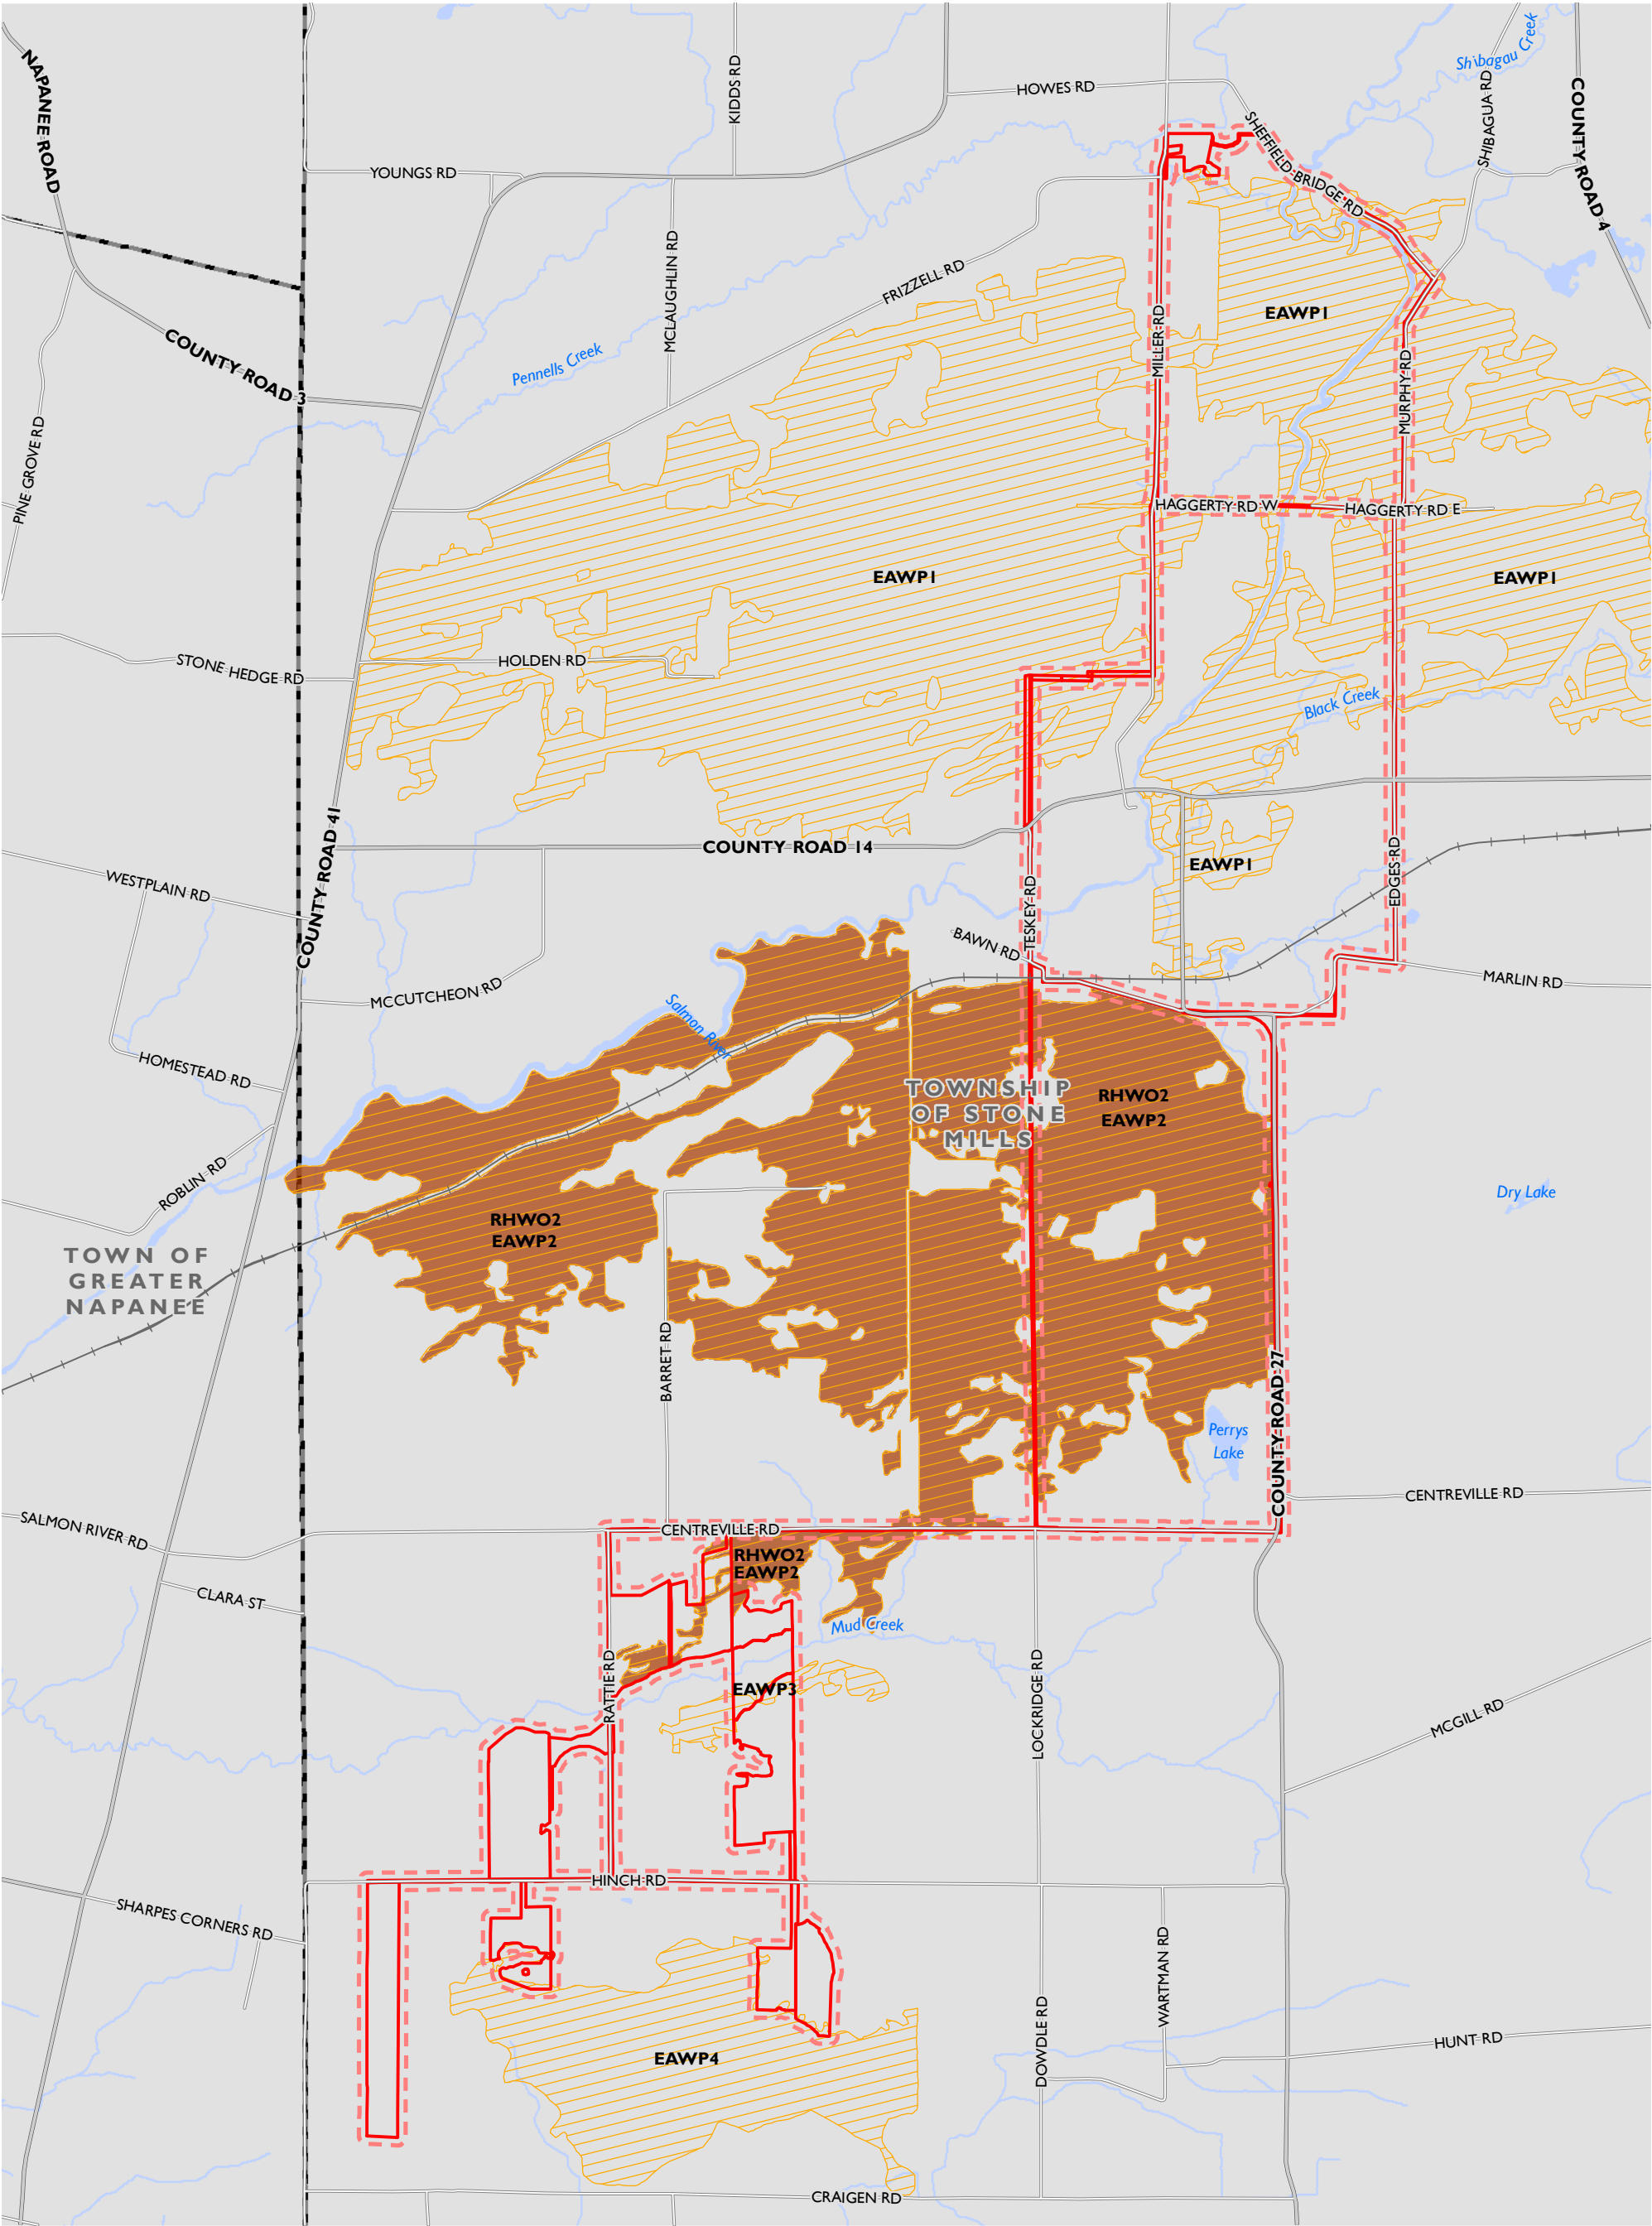 Shibagau Creek
NAPANEE ROAD
KIDDS RD
HOWES RD
SHIBAGUA RD
COUNTY ROAD 4
SHEFFIELD BRIDGE RD
YOUNGS RD
MCLAUGHLIN RD
FRIZZELL RD
EAWP1
MILLER RD
COUNTY ROAD 3
Pennells Creek
MURPHY RD
PINE GROVE RD
HAGGERTY RD W
HAGGERTY RD E
EAWP1
EAWP1
HOLDEN RD
STONE HEDGE RD
Black Creek
COUNTY ROAD 41
COUNTY ROAD 14
EAWP1
EDGES RD
WESTPLAIN RD
TESKEY RD
BAWN RD
MARLIN RD
MCCUTCHEON RD
Salmon River
HOMESTEAD RD
TOWNSHIP
OF STONE
MILLS
RHWO2
EAWP2
ROBLIN RD
Dry Lake
RHWO2
EAWP2
TOWN OF
GREATER
NAPANEE
BARRET RD
COUNTY ROAD 27
Perrys
Lake
CENTREVILLE RD
SALMON RIVER RD
CENTREVILLE RD
RHWO2
EAWP2
CLARA ST
Mud Creek
RATTIE RD
EAWP3
LOCKRIDGE RD
MCGILL RD
HINCH RD
SHARPES CORNERS RD
WARTMAN RD
DOWDLE RD
HUNT RD
EAWP4
CRAIGEN RD